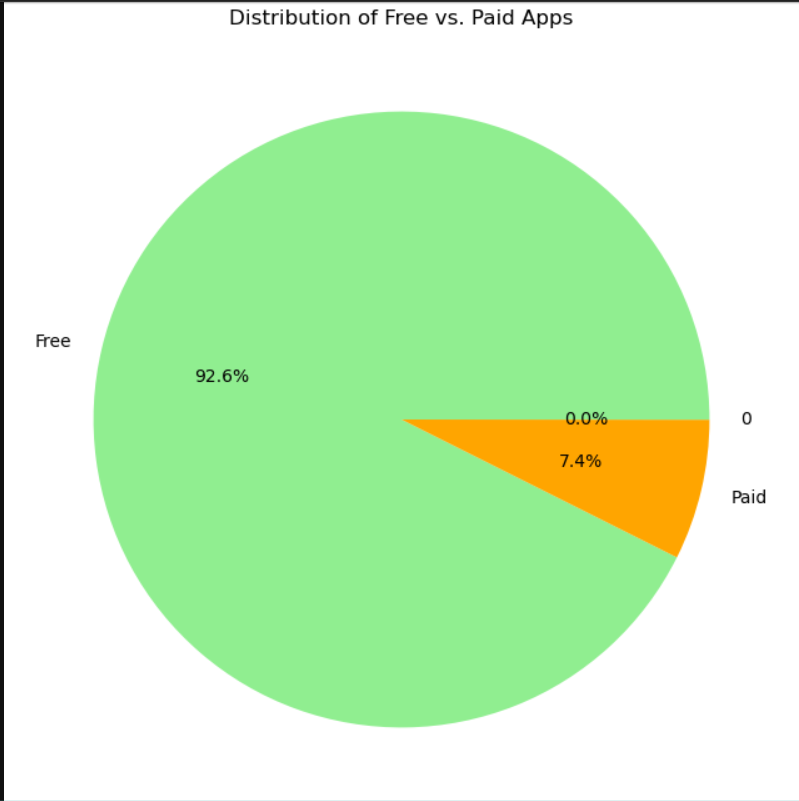 Distribution of Free vs. Paid Apps
Free
92.6%
0.0%
0
7.4%
Paid